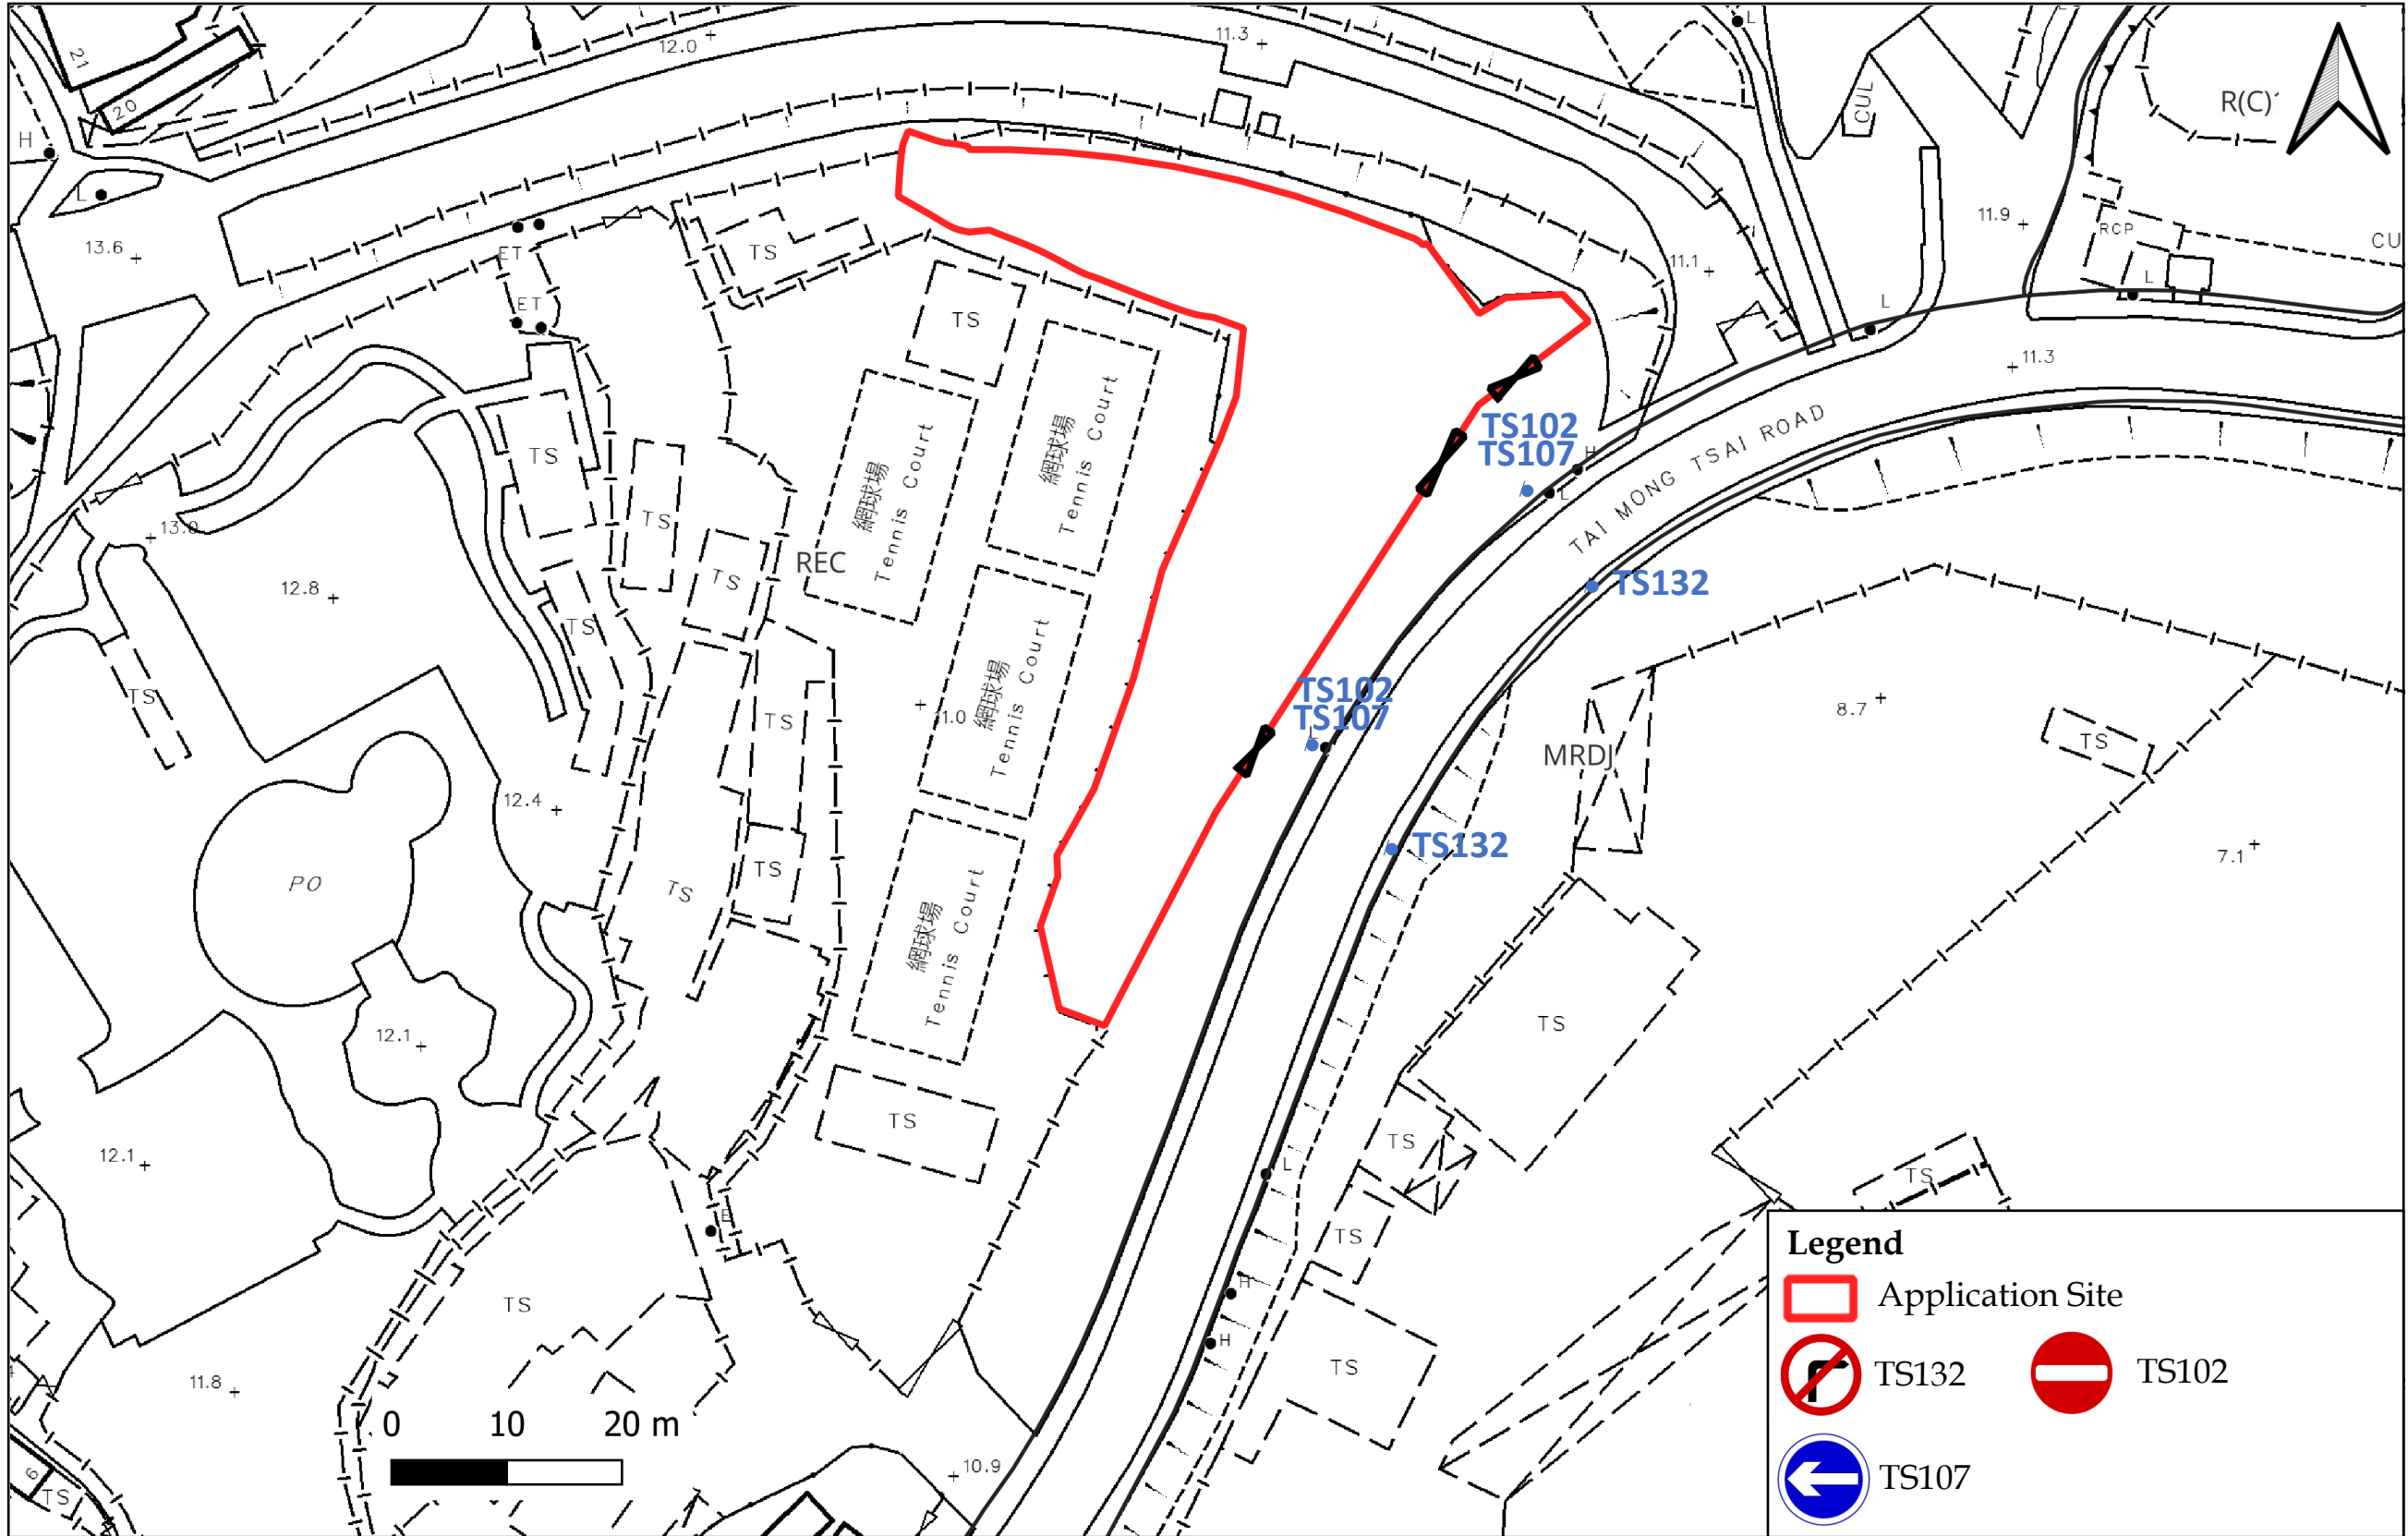 21
20
12.0
11.3
L
CUL
R(C)
H
L
13.6
ET
ET
TS
11.9
RCP
L
CU
11.1
L
11.3
TS
網球場
Tennis Court
網球場
Tennis Court
TS102
TS107
H
L
TAI MONG TSAI ROAD
TS
TS
13.0
REC
TS
12.8
TS
TS132
TS
網球場
Tennis Court
TS102
TS107
L
TS
1.0
8.7
TS
MRDJ
12.4
TS132
7.1
TS
PO
TS
網球場
Tennis Court
12.1
TS
TS
TS
12.1
L
TS
TS
E
TS
H
TS
H
TS
11.8
10.9
6
TS
0 10 20 m
Legend
Application Site
TS132
TS102
TS107